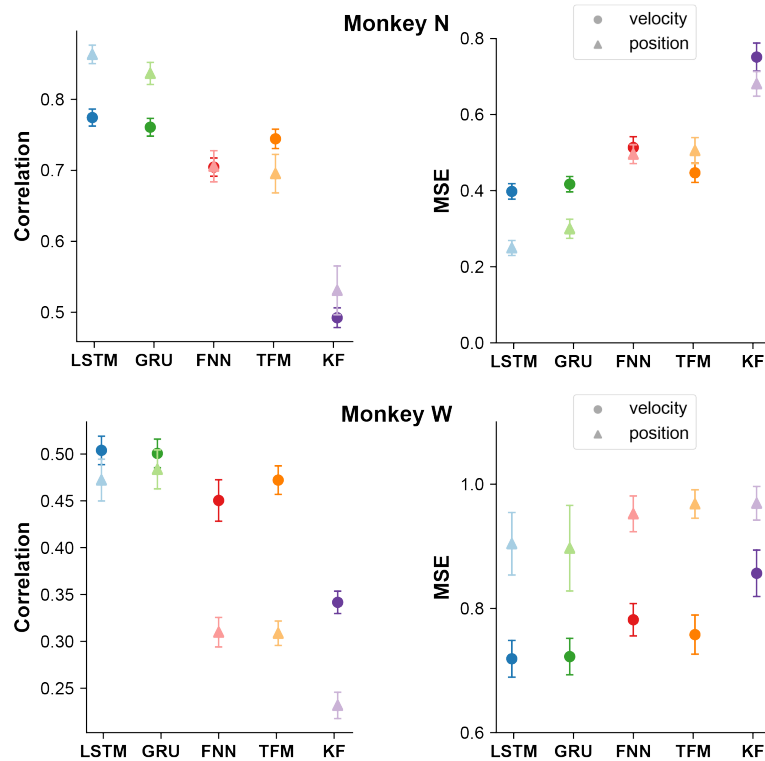 Monkey N
velocity
position
0.8
0.7
0.6
0.5
Correlation
LSTM GRU FNN TFM KF
0.8
0.6
0.4
0.2
0.0
MSE
LSTM GRU FNN TFM KF
Monkey W
velocity
position
0.50
0.45
0.40
0.35
0.30
0.25
Correlation
LSTM GRU FNN TFM KF
1.0
0.8
0.6
MSE
LSTM GRU FNN TFM KF